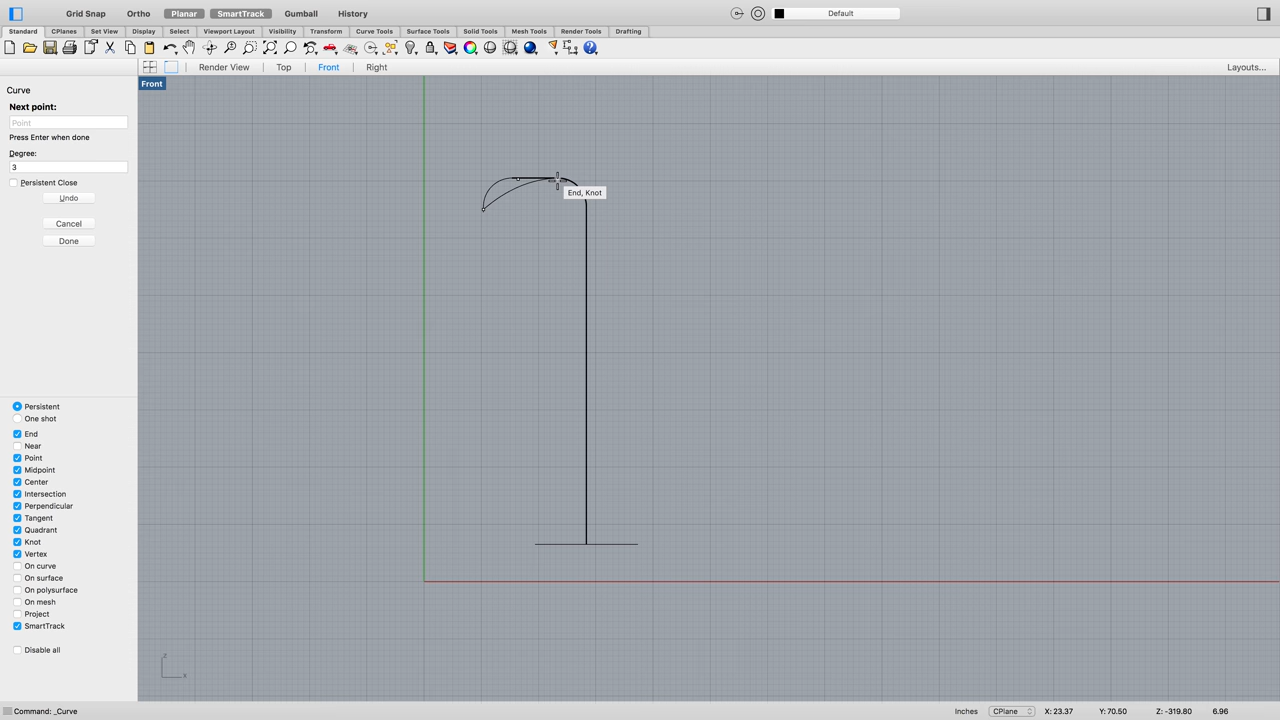 Grid Snap Ortho Planar SmartTrack Gumball History Default
Standard CPlanes Set View Display Select Viewport Layout Visibility Transform Curve Tools Surface Tools Solid Tools Mesh Tools Render Tools Drafting
Render View Top Front Right Layouts...
Front
Curve
Next point:
Point
Press Enter when done
Degree:
3
Persistent Close
Undo
Cancel
Done
End, Knot
Persistent
One shot
End
Near
Point
Midpoint
Center
Intersection
Perpendicular
Tangent
Quadrant
Knot
Vertex
On curve
On surface
On polysurface
On mesh
Project
SmartTrack
Disable all
z
x
Command: _Curve Inches CPlane X: 23.37 Y: 70.50 Z: -319.80 6.96